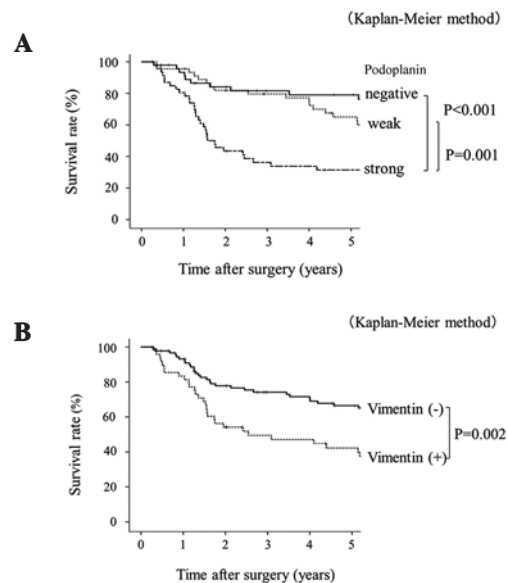 (Kaplan-Meier method)
A
Podoplanin
negative
weak
strong
P<0.001
P=0.001
Survival rate (%)
100
80
60
40
20
0
0 1 2 3 4 5
Time after surgery (years)
(Kaplan-Meier method)
B
Vimentin (-)
Vimentin (+)
P=0.002
Survival rate (%)
100
80
60
40
20
0
0 1 2 3 4 5
Time after surgery (years)